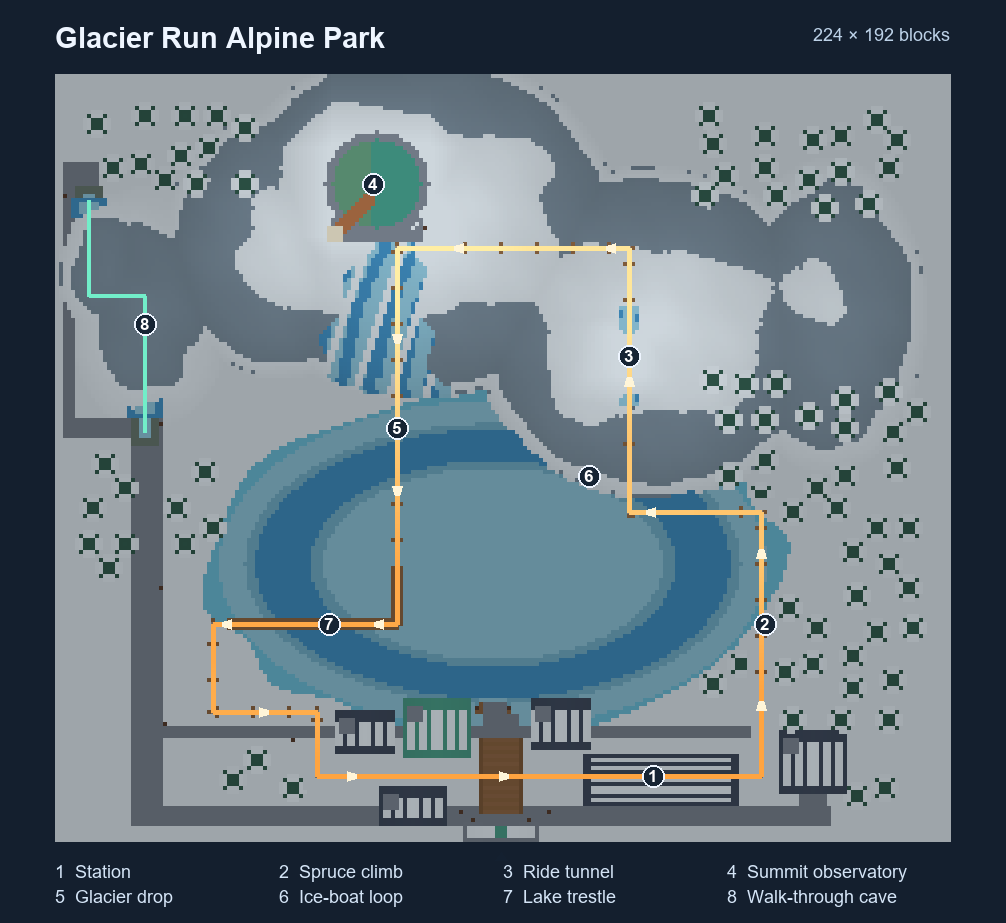 Glacier Run Alpine Park
224 × 192 blocks
4
8
3
5
6
7
2
1
1 Station
2 Spruce climb
3 Ride tunnel
4 Summit observatory
5 Glacier drop
6 Ice-boat loop
7 Lake trestle
8 Walk-through cave